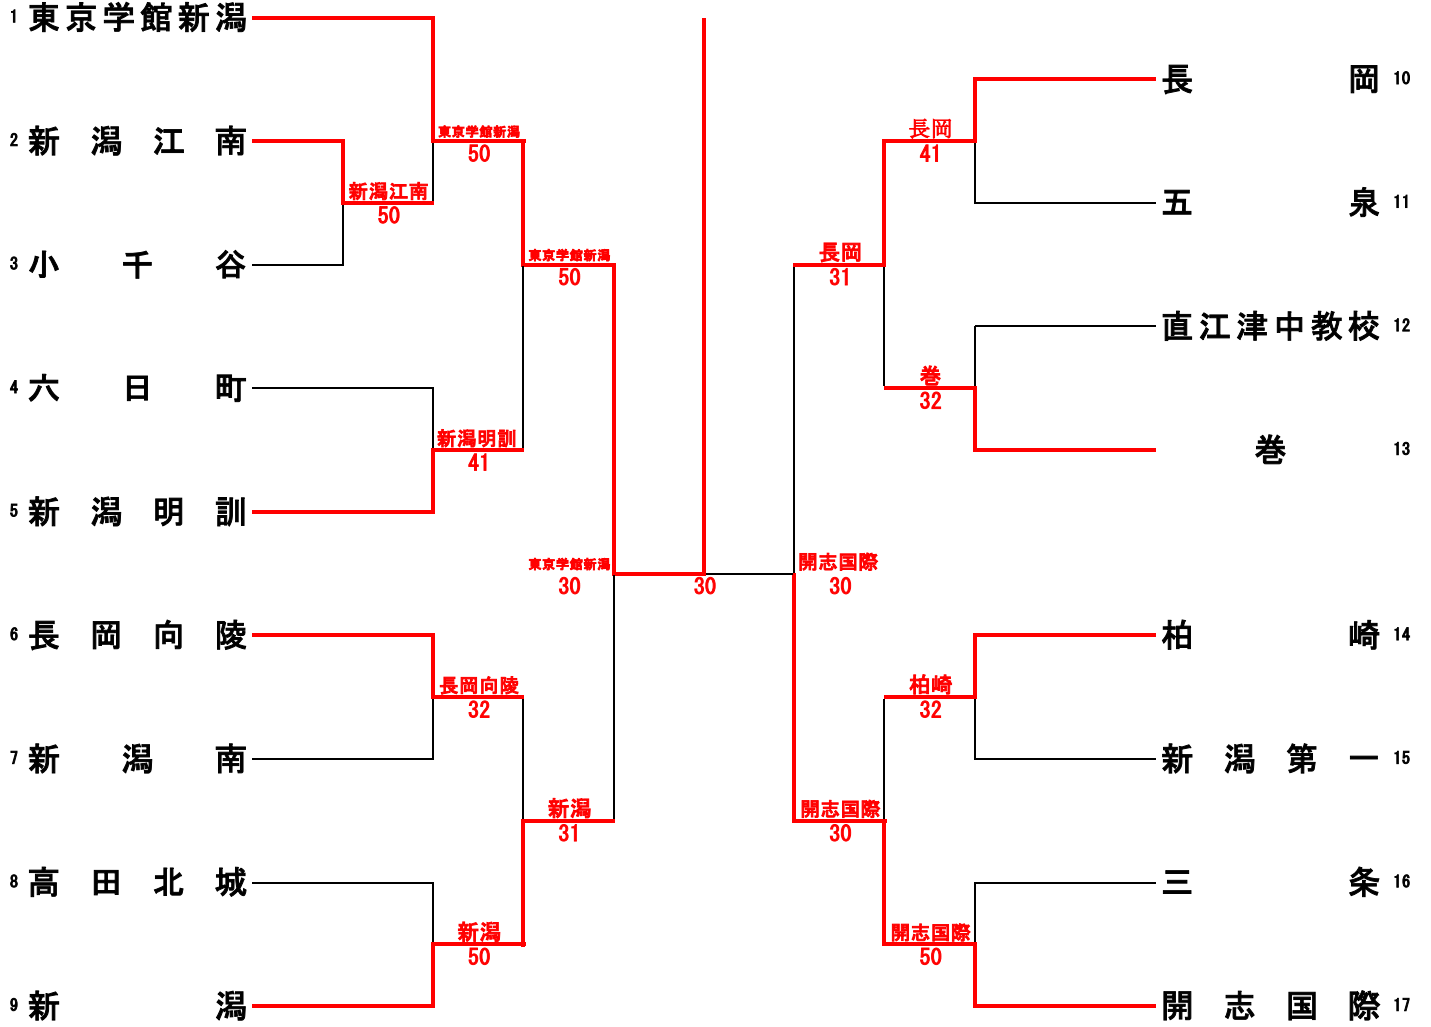 1 東京学館新潟
2 新潟江南
3 小千谷
4 六日町
5 新潟明訓
6 長岡向陵
7 新潟南
8 高田北城
9 新潟
東京学館新潟
50
新潟江南
50
東京学館新潟
50
新潟明訓
41
東京学館新潟
30
長岡向陵
32
新潟
31
新潟
50
30
長岡
41
長岡
31
巻
32
開志国際
30
柏崎
32
開志国際
30
開志国際
50
長岡 10
五泉 11
直江津中教校 12
巻 13
柏崎 14
新潟第一 15
三条 16
開志国際 17